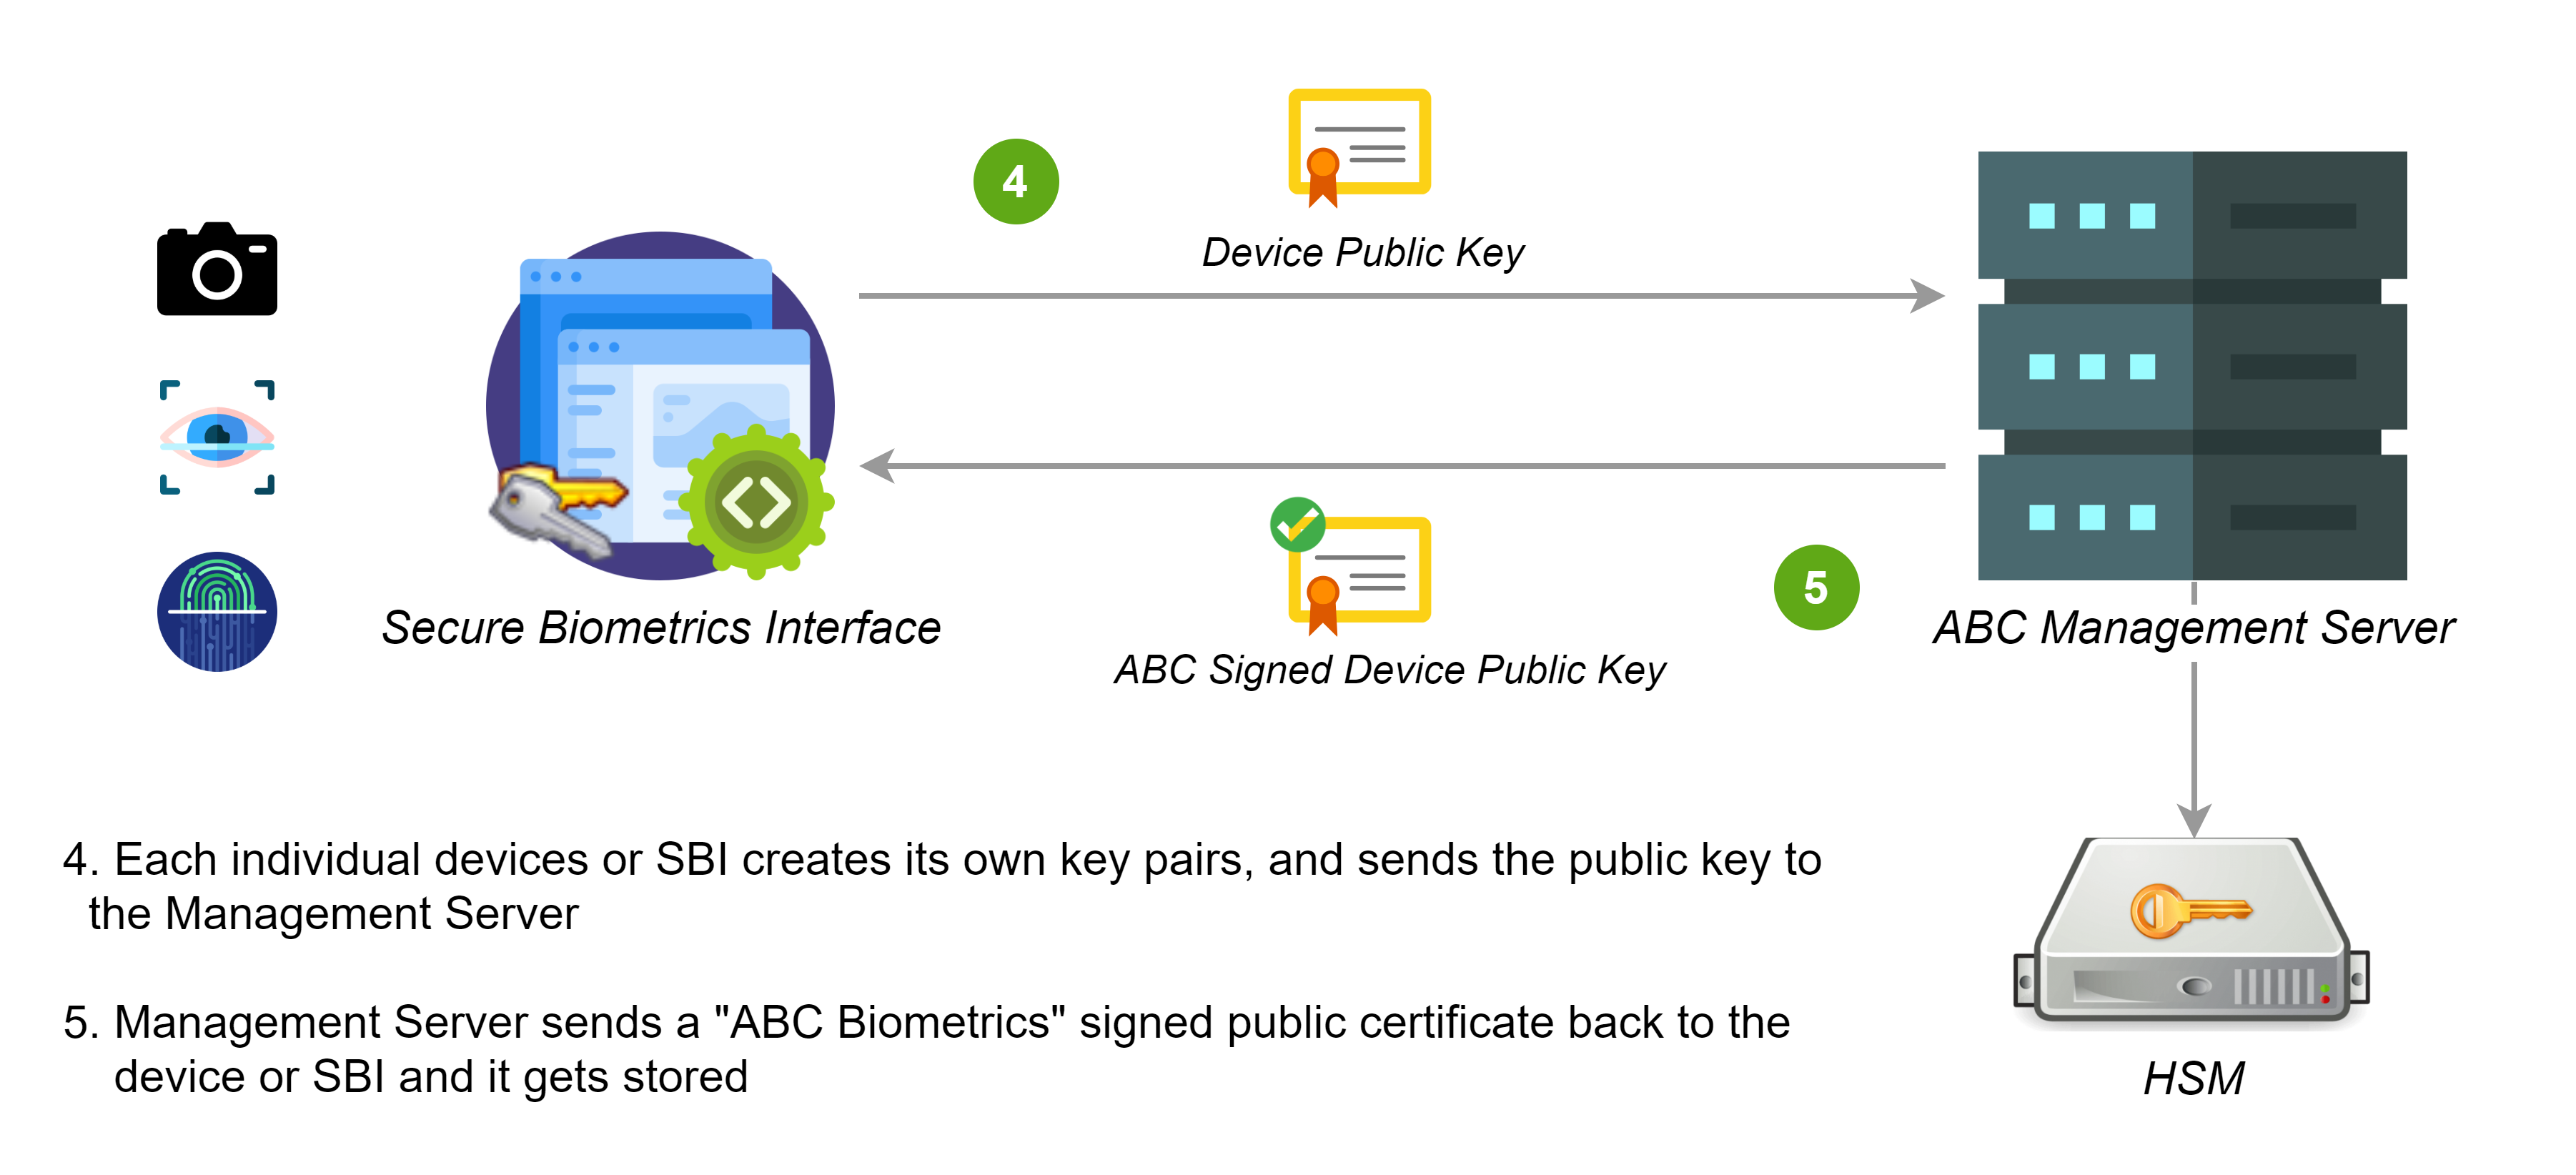 4
Device Public Key
Secure Biometrics Interface
ABC Signed Device Public Key
5
ABC Management Server
4. Each individual devices or SBI creates its own key pairs, and sends the public key to
the Management Server
5. Management Server sends a "ABC Biometrics" signed public certificate back to the
device or SBI and it gets stored
HSM